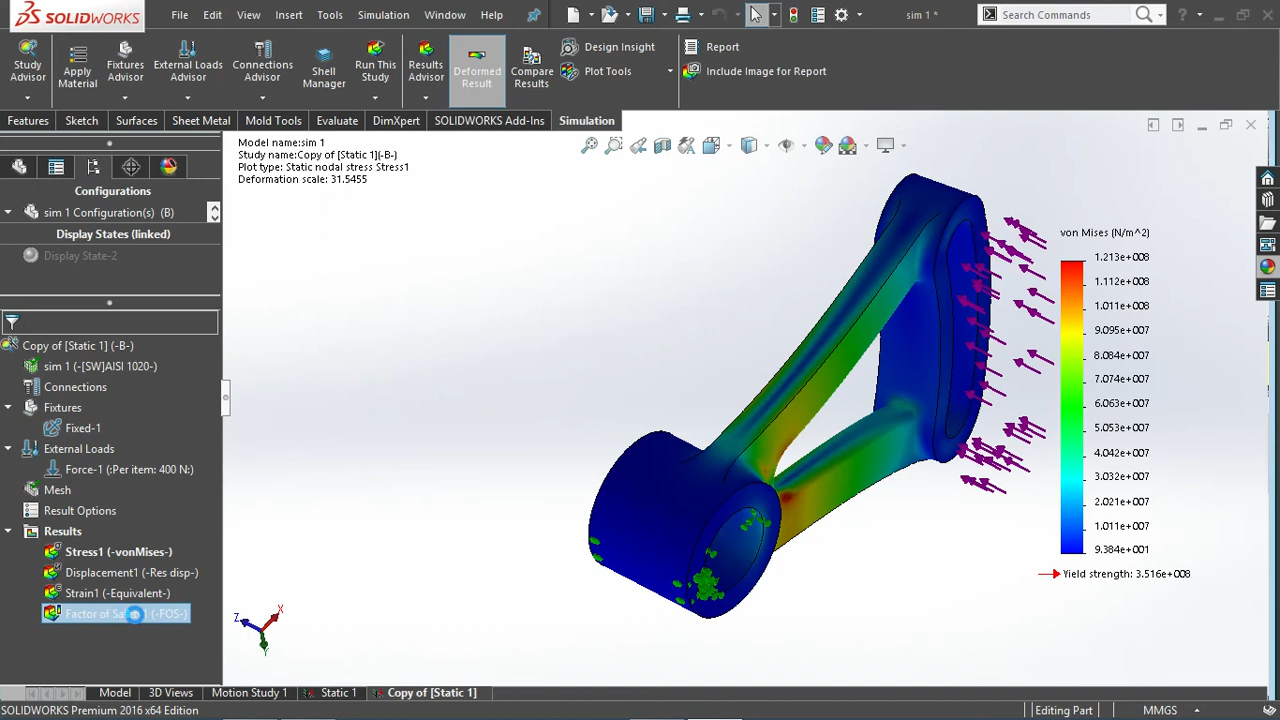 SOLIDWORKS
File Edit View Insert Tools Simulation Window Help
sim 1 *
Search Commands
?
Study Advisor
Apply Material
Fixtures Advisor
External Loads Advisor
Connections Advisor
Shell Manager
Run This Study
Results Advisor
Deformed Result
Compare Results
Design Insight
Plot Tools
Report
Include Image for Report
Features Sketch Surfaces Sheet Metal Mold Tools Evaluate DimXpert SOLIDWORKS Add-Ins Simulation
Model name:sim 1
Study name:Copy of [Static 1](-B-)
Plot type: Static nodal stress Stress1
Deformation scale: 31.5455
Configurations
sim 1 Configuration(s) (B)
Display States (linked)
Display State-2
Copy of [Static 1] (-B-)
sim 1 (-[SW]AISI 1020-)
Connections
Fixtures
Fixed-1
External Loads
Force-1 (:Per item: 400 N:)
Mesh
Result Options
Results
Stress1 (-vonMises-)
Displacement1 (-Res disp-)
Strain1 (-Equivalent-)
Factor of (-FOS-)
von Mises (N/m^2)
1.213e+008
1.112e+008
1.011e+008
9.095e+007
8.084e+007
7.074e+007
6.063e+007
5.053e+007
4.042e+007
3.032e+007
2.021e+007
1.011e+007
9.384e+001
Yield strength: 3.516e+008
Z X Y
Model 3D Views Motion Study 1 Static 1 Copy of [Static 1]
SOLIDWORKS Premium 2016 x64 Edition
Editing Part
MMGS